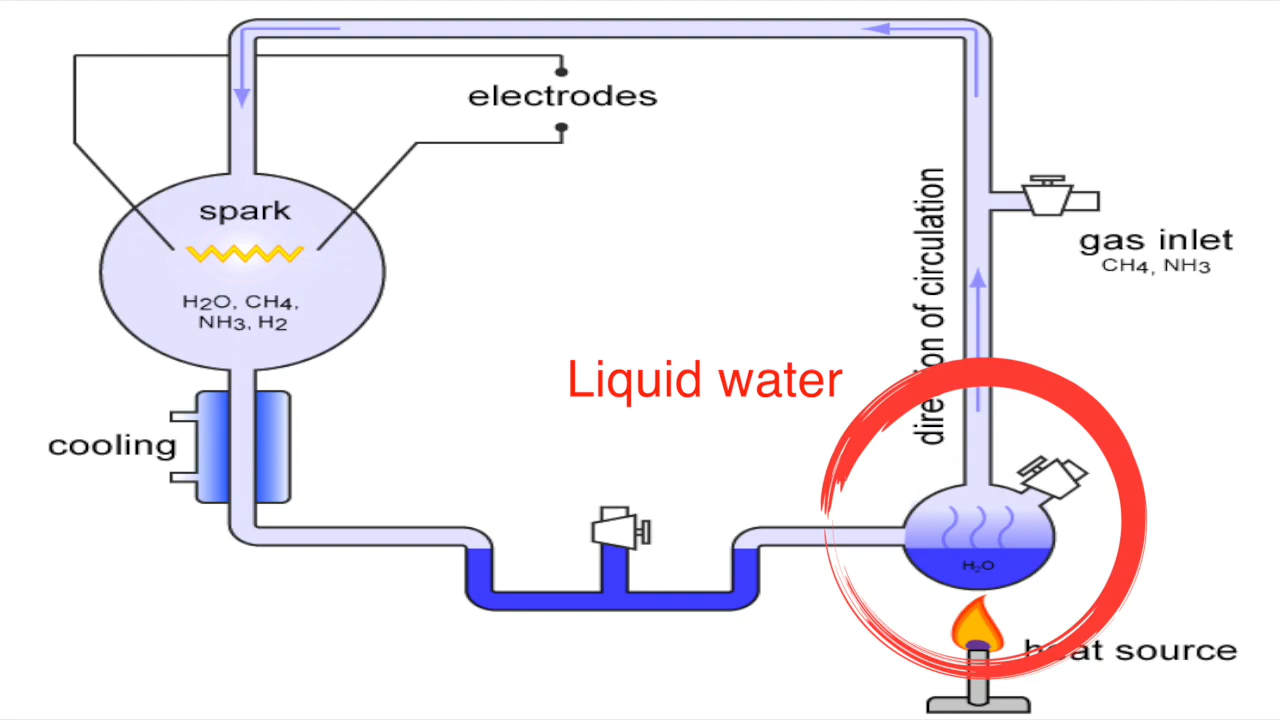 electrodes
spark
H2O, CH4,
NH3, H2
direction of circulation
gas inlet
CH4, NH3
Liquid water
cooling
H2O
heat source